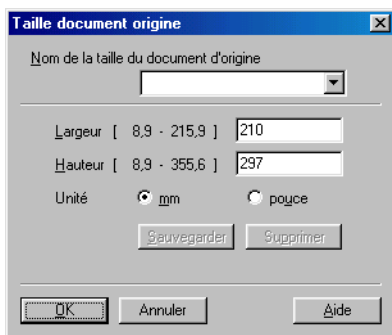 Taille document origine
Nom de la taille du document d'origine
Largeur [ 8,9 - 215,9 ] 210
Hauteur [ 8,9 - 355,6 ] 297
Unité mm pouce
Sauvegarder Supprimer
OK Annuler Aide